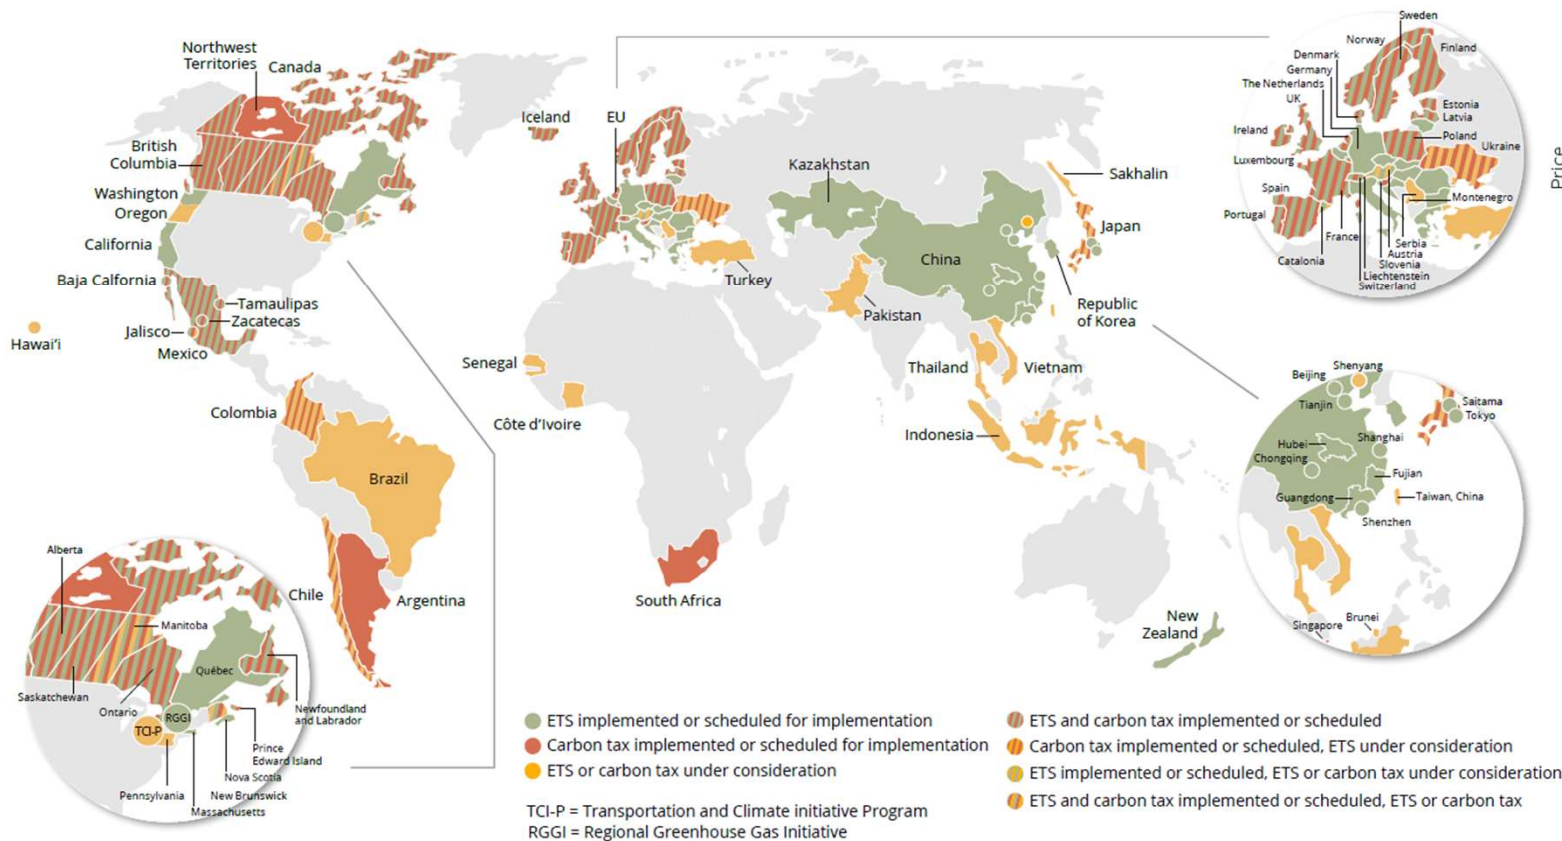 Northwest
Territories
Canada
British
Columbia
Washington
Oregon
California
Baja Calfornia
Tamaulipas
Zacatecas
Jalisco
Mexico
Hawai'i
Colombia
Brazil
Chile
Argentina
Iceland
EU
Kazakhstan
China
Sakhalin
Japan
Republic
of Korea
Turkey
Pakistan
Thailand
Vietnam
Indonesia
Senegal
Côte d'Ivoire
South Africa
New
Zealand
Sweden
Norway
Finland
Denmark
Germany
The Netherlands
UK
Estonia
Latvia
Ireland
Poland
Ukraine
Luxembourg
Spain
Montenegro
Portugal
France
Serbia
Austria
Catalonia
Slovenia
Liechtenstein
Switzerland
Price
Shenyang
Beijing
Tianjin
Saitama
Tokyo
Hubei
Shanghai
Chongqing
Fujian
Guangdong
Taiwan, China
Shenzhen
Brunei
Singapore
Alberta
Manitoba
Québec
Saskatchewan
Ontario
Newfoundland
and Labrador
TCI-P
RGGI
Prince
Edward Island
Nova Scotia
Pennsylvania
New Brunswick
Massachusetts
ETS implemented or scheduled for implementation
Carbon tax implemented or scheduled for implementation
ETS or carbon tax under consideration
TCI-P = Transportation and Climate initiative Program
RGGI = Regional Greenhouse Gas Initiative
ETS and carbon tax implemented or scheduled
Carbon tax implemented or scheduled, ETS under consideration
ETS implemented or scheduled, ETS or carbon tax under consideration
ETS and carbon tax implemented or scheduled, ETS or carbon tax